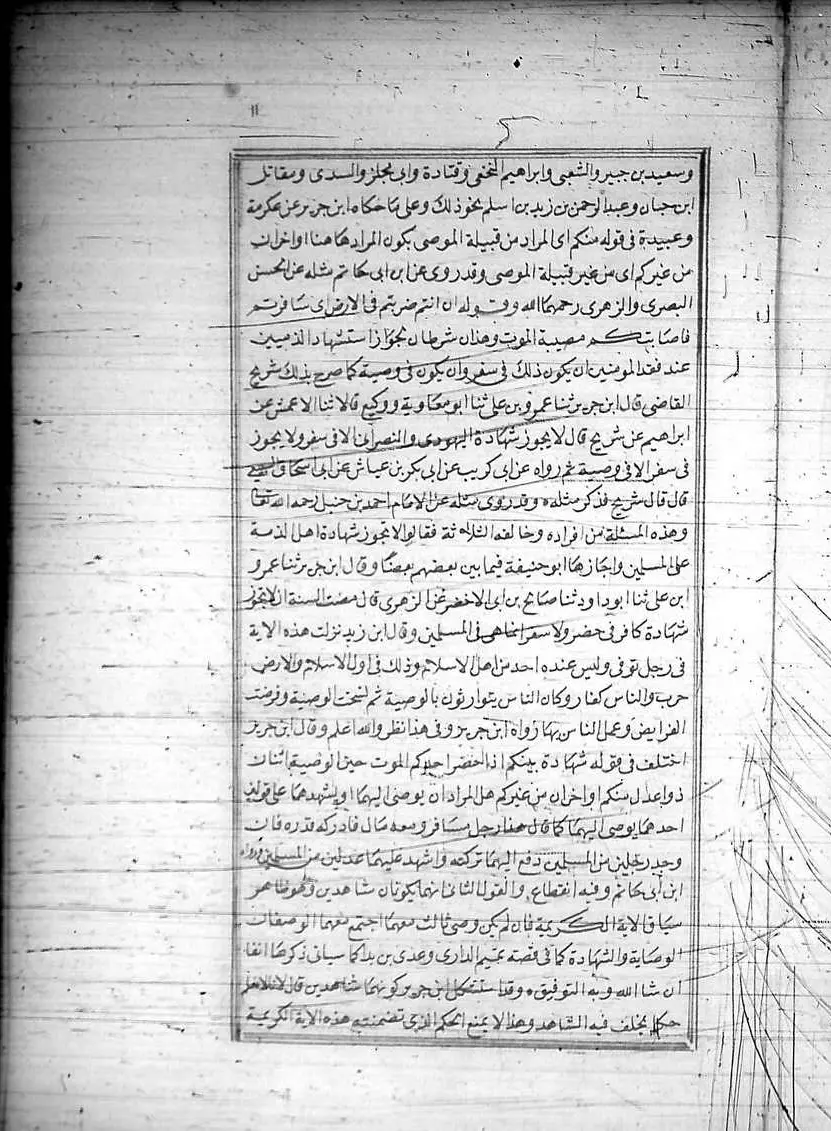 وسعيد بن جبير والشعبي وابراهيم النخعي وقتادة وابي مجلز والسدي ومقاتل
ابن حبان وعبد الرحمن بن زيد بن اسلم نحو ذلك وعلى ما حكاه ابن جرير عن عكرمة
وعبيدة في قوله منكم اي المراد من قبيلة الموصي يكون المراد هاهنا او اخران
من غيركم اي من غير قبيلة الموصي وقد روي عن ابن ابي حاتم مثله عن الحسن
البصري والزهري رحمهما الله وقوله ان انتم ضربتم في الارض اي سافرتم
فاصابتكم مصيبة الموت وهذان شرطان لجواز استشهاد الذميين
عند فقد المومنين ان يكون ذلك في سفر وان يكون في وصية كما صرح بذلك شريح
القاضي قال ابن جرير ثنا عمرو بن علي ثنا ابو معاوية ووكيع قالا ثنا الاعمش عن
ابراهيم عن شريح قال لا يجوز شهادة اليهودي والنصراني الا في سفر ولا يجوز
في سفر الا في وصية ثم رواه عن ابي كريب عن ابي بكر بن عياش عن ابي اسحاق
قال قال شريح فذكر مثله وقد روي مثله عن الامام احمد بن حنبل رحمه الله تعا
وهذه المسئلة من افراده وخالفه الثلاثة فقالوا لا تجوز شهادة اهل الذمة
على المسلمين واجازها ابو حنيفة فيما بين بعضهم بعضا وقال ابن جرير ثنا عمرو
ابن علي ثنا ابو داود ثنا صالح بن ابي الاخضر عن الزهري قال مضت السنة ان لا تجوز
شهادة كافر في حضر ولا سفر انما هي في المسلمين وقال ابن زيد نزلت هذه الاية
في رجل توفي وليس عنده احد من اهل الاسلام وذلك في اول الاسلام والارض
حرب والناس كفار وكان الناس يتوارثون بالوصية ثم نسخت الوصية وفرضت
الفرايض وعمل الناس بها رواه ابن جرير وفي هذا نظر والله اعلم وقال ابن جرير
اختلف في قوله شهادة بينكم اذا حضر احدكم الموت حين الوصية اثنان
ذوا عدل منكم او اخران من غيركم هل المراد ان يوصي اليهما او يشهدهما على قولين
احدهما يوصي اليهما كما قال هذا رجل مسافر ومعه مال فادركه قدره فان
وجد رجلين من المسلمين دفع اليهما تركته واشهد عليهما عدلين من المسلمين رواه
ابن ابي حاتم وفيه انقطاع والقول الثاني انهما يكونان شاهدين وهو ظاهر
سياق الاية الكريمة فان لم يكن وصي ثالث معهما اجتمع معهما الوصفان
الوصاية والشهادة كما في قصة تميم الداري وعدي بن بدا كما سياتي ذكرها انفا
ان شا الله وبه التوفيق وقد استشكل ابن جرير كونهما شاهدين قال لانا لا نعلم
حكما يحلف فيه الشاهد وهذا لا يمنع الحكم الذي تضمنته هذه الاية الكريمة